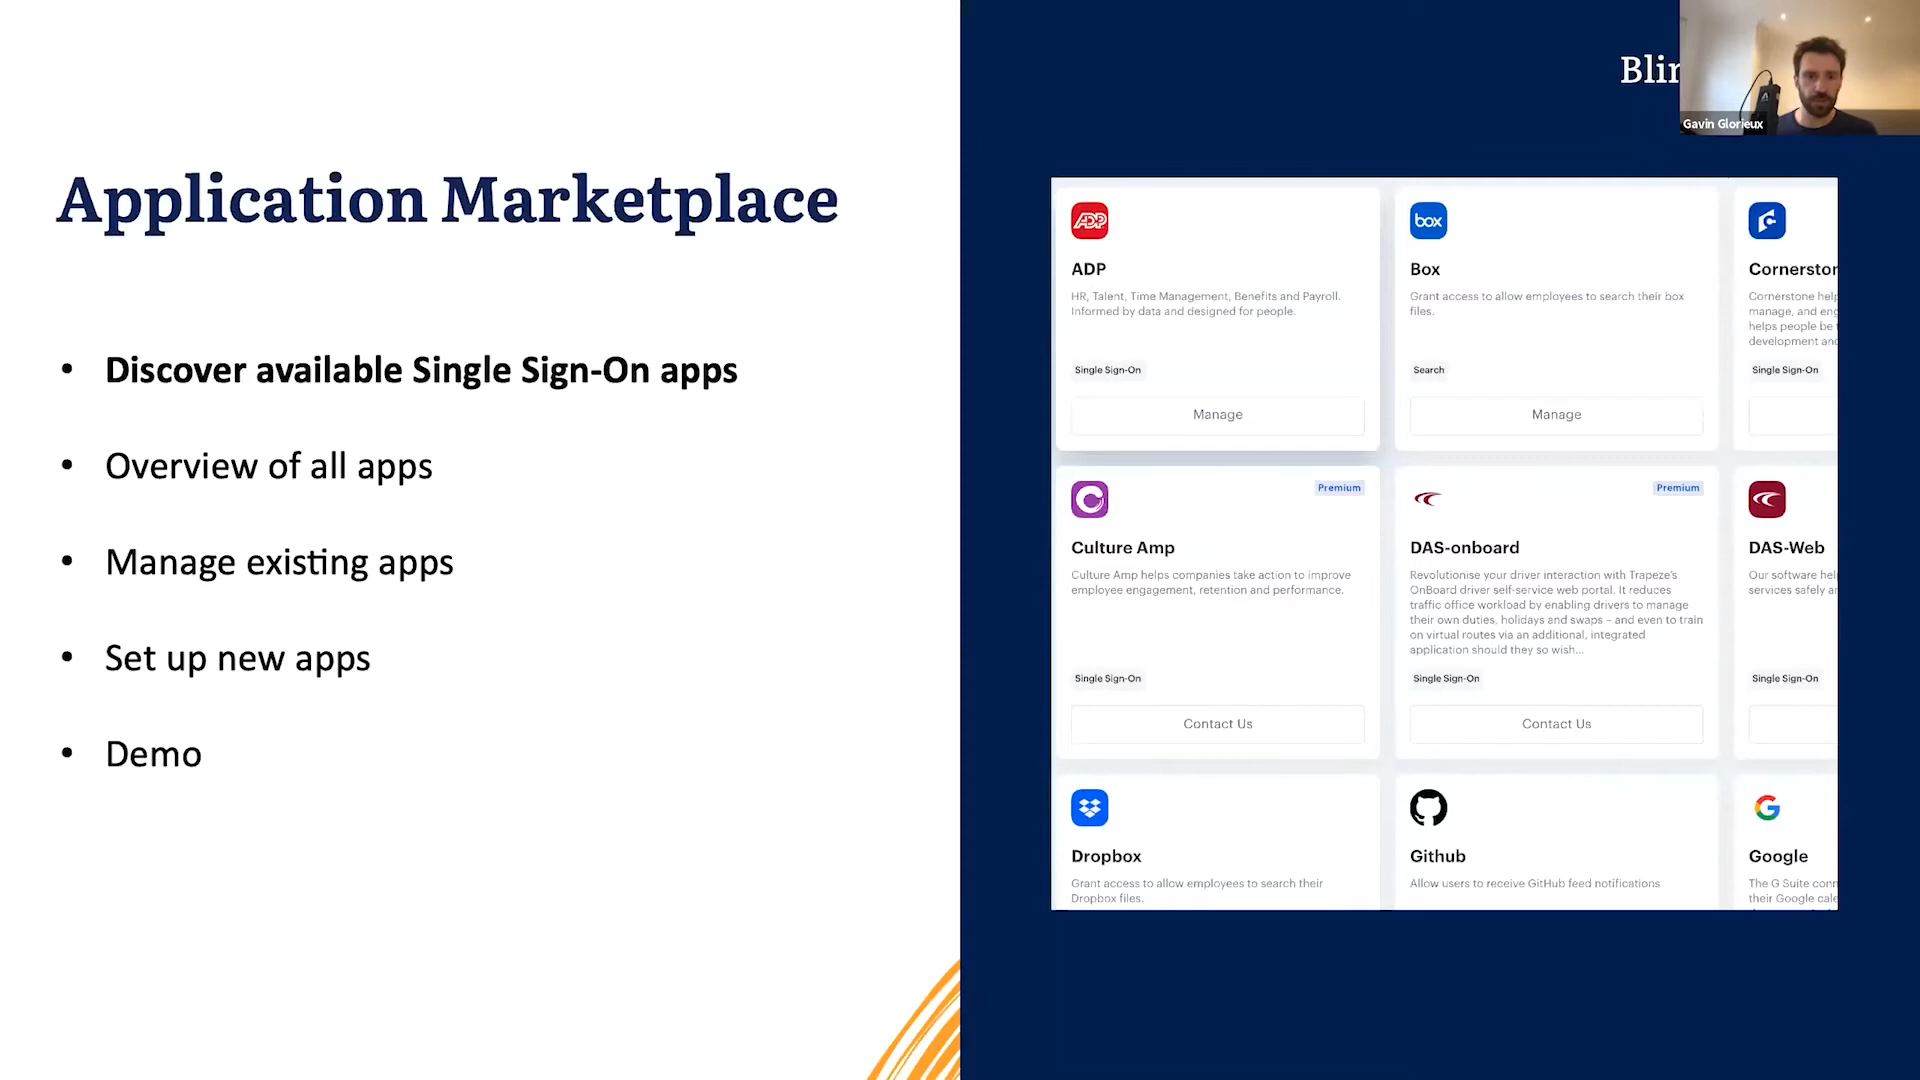 Application Marketplace
• Discover available Single Sign-On apps
• Overview of all apps
• Manage existing apps
• Set up new apps
• Demo
Gavin Glorieux
ADP
ADP
HR, Talent, Time Management, Benefits and Payroll.
Informed by data and designed for people.
Single Sign-On
Manage
box
Box
Grant access to allow employees to search their box
files.
Search
Manage
Cornerstor
Cornerstone help
manage, and eng
helps people be
development and
Single Sign-On
Premium
Culture Amp
Culture Amp helps companies take action to improve
employee engagement, retention and performance.
Single Sign-On
Contact Us
Premium
DAS-onboard
Revolutionise your driver interaction with Trapeze's
OnBoard driver self-service web portal. It reduces
traffic office workload by enabling drivers to manage
their own duties, holidays and swaps – and even to train
on virtual routes via an additional, integrated
application should they so wish...
Single Sign-On
Contact Us
DAS-Web
Our software help
services safely
Single Sign-On
Dropbox
Grant access to allow employees to search their
Dropbox files.
Github
Allow users to receive GitHub feed notifications
Google
The G Suite conn
their Google cale